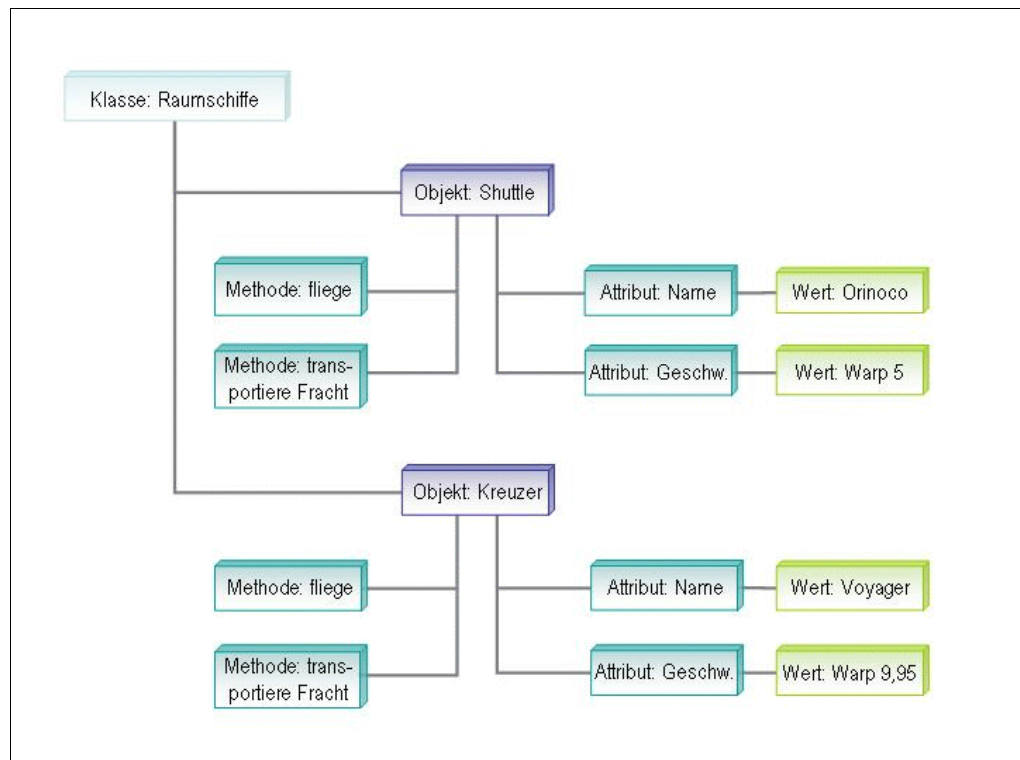 Klasse: Raumschiffe
Objekt: Shuttle
Methode: fliege
Attribut: Name
Wert: Orinoco
Methode: trans-
portiere Fracht
Attribut: Geschw.
Wert: Warp 5
Objekt: Kreuzer
Methode: fliege
Attribut: Name
Wert: Voyager
Methode: trans-
portiere Fracht
Attribut: Geschw.
Wert: Warp 9,95